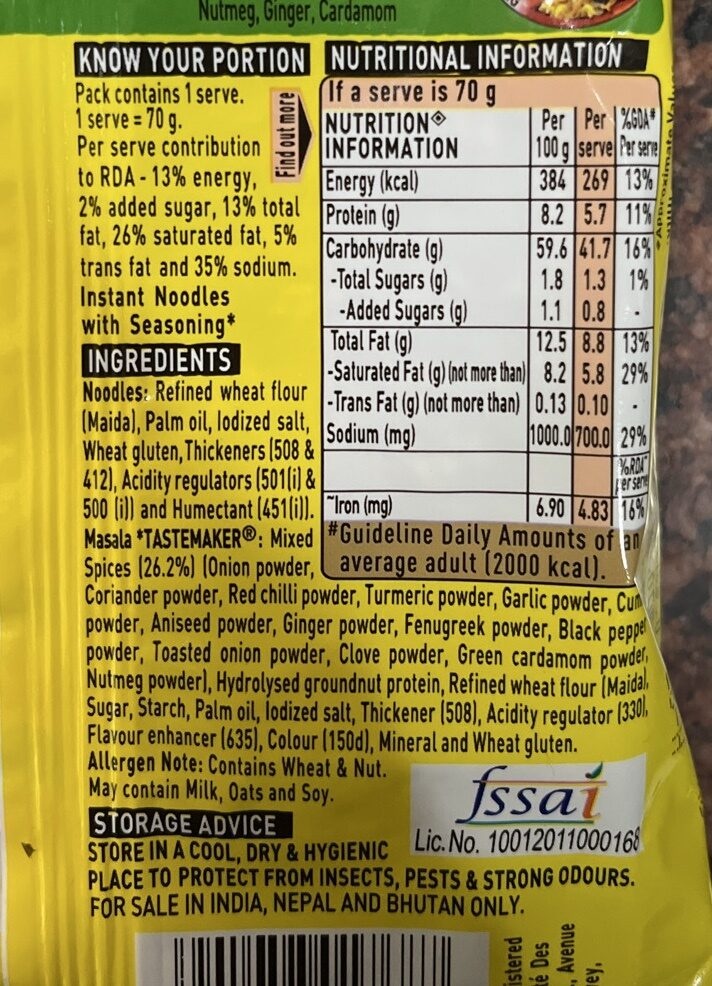 Nutmeg, Ginger, Cardamom
KNOW YOUR PORTION
Pack contains 1 serve.
1 serve = 70 g.
Per serve contribution
to RDA - 13% energy,
2% added sugar, 13% total
fat, 26% saturated fat, 5%
trans fat and 35% sodium.
Find out more
Instant Noodles
with Seasoning*
NUTRITIONAL INFORMATION
If a serve is 70 g
NUTRITION INFORMATION Per 100 g Per serve %GDA# Per serve
Energy (kcal) 384 269 13%
Protein (g) 8.2 5.7 11%
Carbohydrate (g) 59.6 41.7 16%
-Total Sugars (g) 1.8 1.3 1%
-Added Sugars (g) 1.1 0.8 -
Total Fat (g) 12.5 8.8 13%
-Saturated Fat (g) (not more than) 8.2 5.8 29%
-Trans Fat (g) (not more than) 0.13 0.10 -
Sodium (mg) 1000.0 700.0 29%
%RDA~ per serve
~Iron (mg) 6.90 4.83 16%
#Guideline Daily Amounts of an
average adult (2000 kcal).
*Approximate
INGREDIENTS
Noodles: Refined wheat flour
(Maida), Palm oil, Iodized salt,
Wheat gluten, Thickeners (508 &
412), Acidity regulators (501(i) &
500 (i)) and Humectant (451(i)).
Masala *TASTEMAKER®: Mixed
Spices (26.2%) (Onion powder,
Coriander powder, Red chilli powder, Turmeric powder, Garlic powder, Cum
powder, Aniseed powder, Ginger powder, Fenugreek powder, Black pepper
powder, Toasted onion powder, Clove powder, Green cardamom powder,
Nutmeg powder), Hydrolysed groundnut protein, Refined wheat flour (Maida),
Sugar, Starch, Palm oil, Iodized salt, Thickener (508), Acidity regulator (330),
Flavour enhancer (635), Colour (150d), Mineral and Wheat gluten.
Allergen Note: Contains Wheat & Nut.
May contain Milk, Oats and Soy.
fssai
Lic. No. 10012011000168
STORAGE ADVICE
STORE IN A COOL, DRY & HYGIENIC
PLACE TO PROTECT FROM INSECTS, PESTS & STRONG ODOURS.
FOR SALE IN INDIA, NEPAL AND BHUTAN ONLY.
istered
té Des
Avenue
ey,